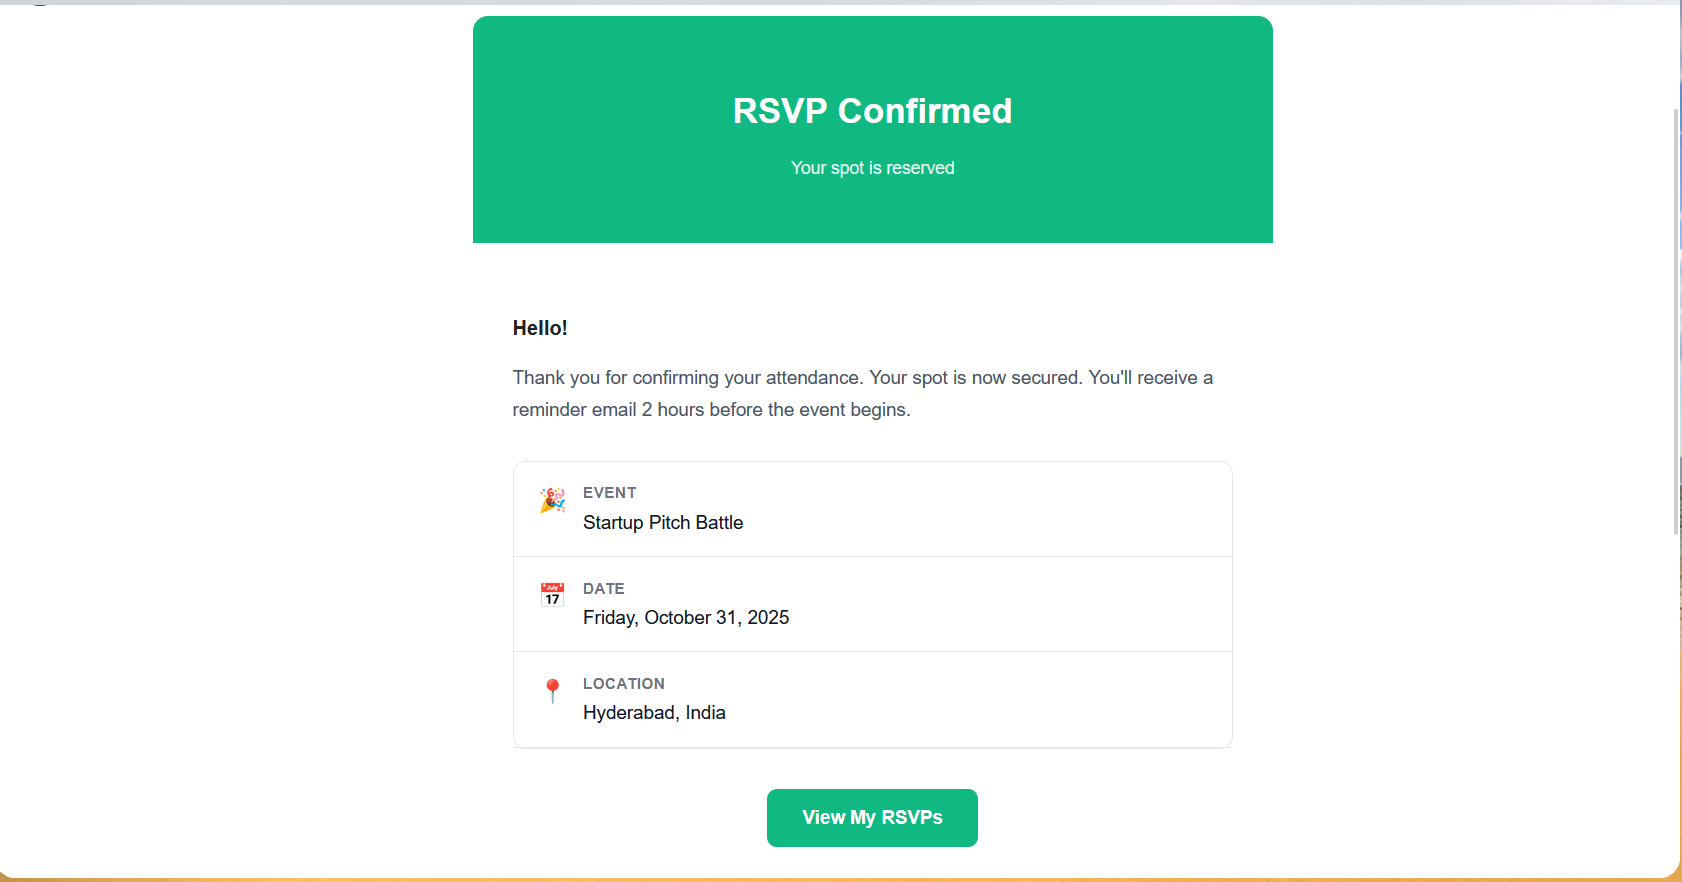 RSVP Confirmed
Your spot is reserved
Hello!
Thank you for confirming your attendance. Your spot is now secured. You'll receive a
reminder email 2 hours before the event begins.
EVENT
Startup Pitch Battle
July
17
DATE
Friday, October 31, 2025
LOCATION
Hyderabad, India
View My RSVPs